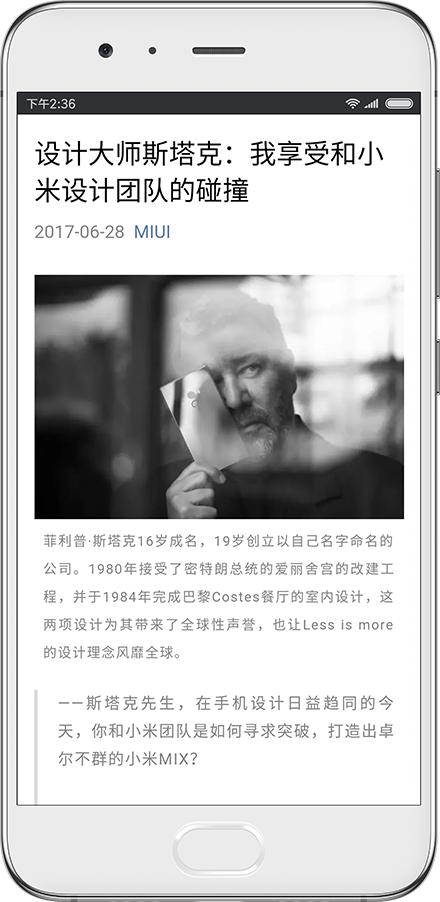 下午2:36
设计大师斯塔克：我享受和小
米设计团队的碰撞
2017-06-28 MIUI
菲利普·斯塔克16岁成名，19岁创立以自己名字命名的
公司。1980年接受了密特朗总统的爱丽舍宫的改建工
程，并于1984年完成巴黎Costes餐厅的室内设计，这
两项设计为其带来了全球性声誉，也让Less is more
的设计理念风靡全球。
——斯塔克先生，在手机设计日益趋同的今
天，你和小米团队是如何寻求突破，打造出卓
尔不群的小米MIX？